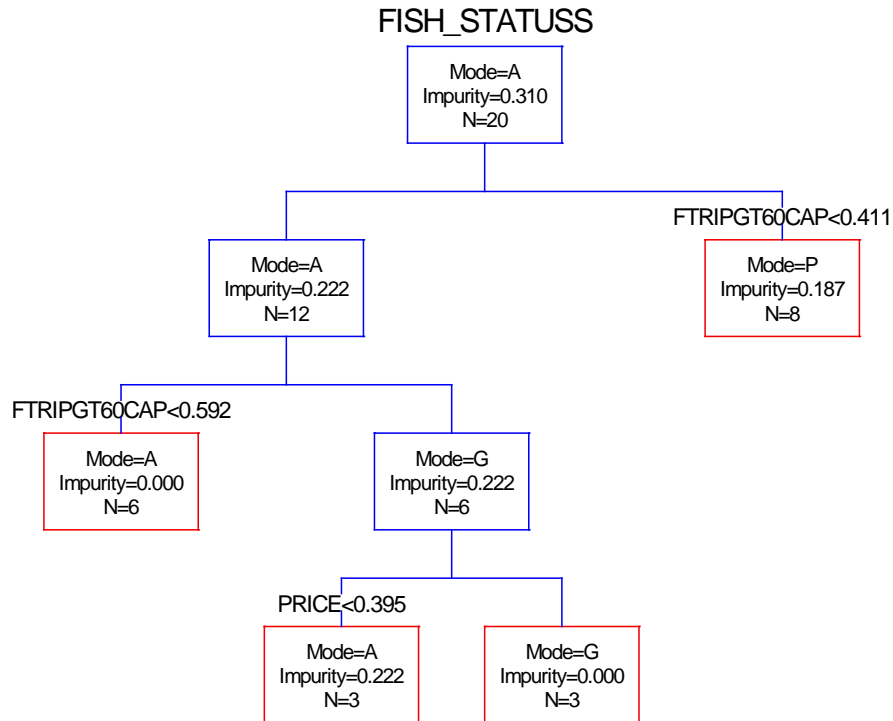 FISH_STATUSS
Mode=A
Impurity=0.310
N=20
FTRIPGT60CAP<0.411
Mode=A
Impurity=0.222
N=12
Mode=P
Impurity=0.187
N=8
FTRIPGT60CAP<0.592
Mode=A
Impurity=0.000
N=6
Mode=G
Impurity=0.222
N=6
PRICE<0.395
Mode=A
Impurity=0.222
N=3
Mode=G
Impurity=0.000
N=3